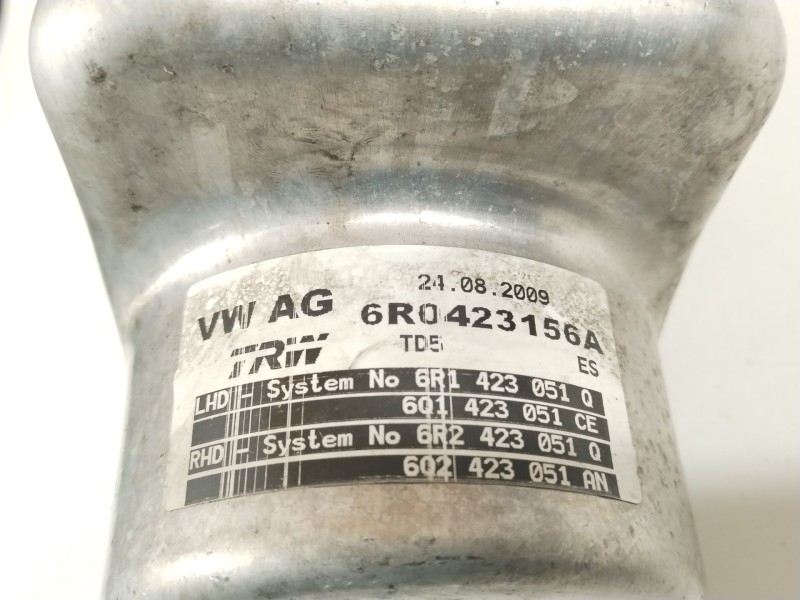 24.08.2009
VW AG 6R0423156A
TRW TD5 ES
LHD - System No 6R1 423 051 Q
6Q1 423 051 CE
RHD - System No 6R2 423 051 Q
6Q2 423 051 AN